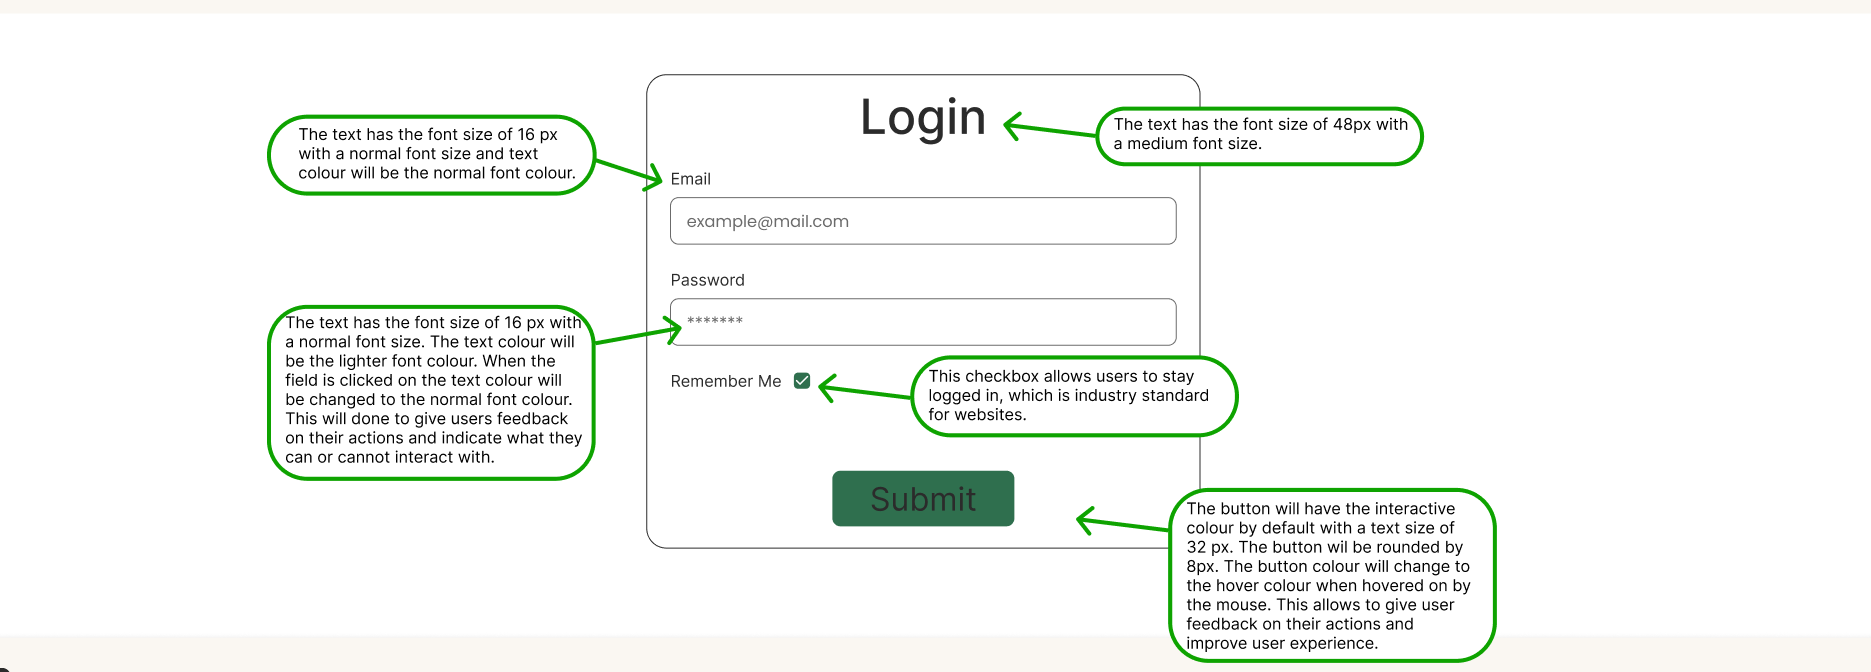 Login
The text has the font size of 48px with
a medium font size.
The text has the font size of 16 px
with a normal font size and text
colour will be the normal font colour.
Email
example@mail.com
Password
*******
The text has the font size of 16 px with
a normal font size. The text colour will
be the lighter font colour. When the
field is clicked on the text colour will
be changed to the normal font colour.
This will done to give users feedback
on their actions and indicate what they
can or cannot interact with.
Remember Me
This checkbox allows users to stay
logged in, which is industry standard
for websites.
Submit
The button will have the interactive
colour by default with a text size of
32 px. The button wil be rounded by
8px. The button colour will change to
the hover colour when hovered on by
the mouse. This allows to give user
feedback on their actions and
improve user experience.